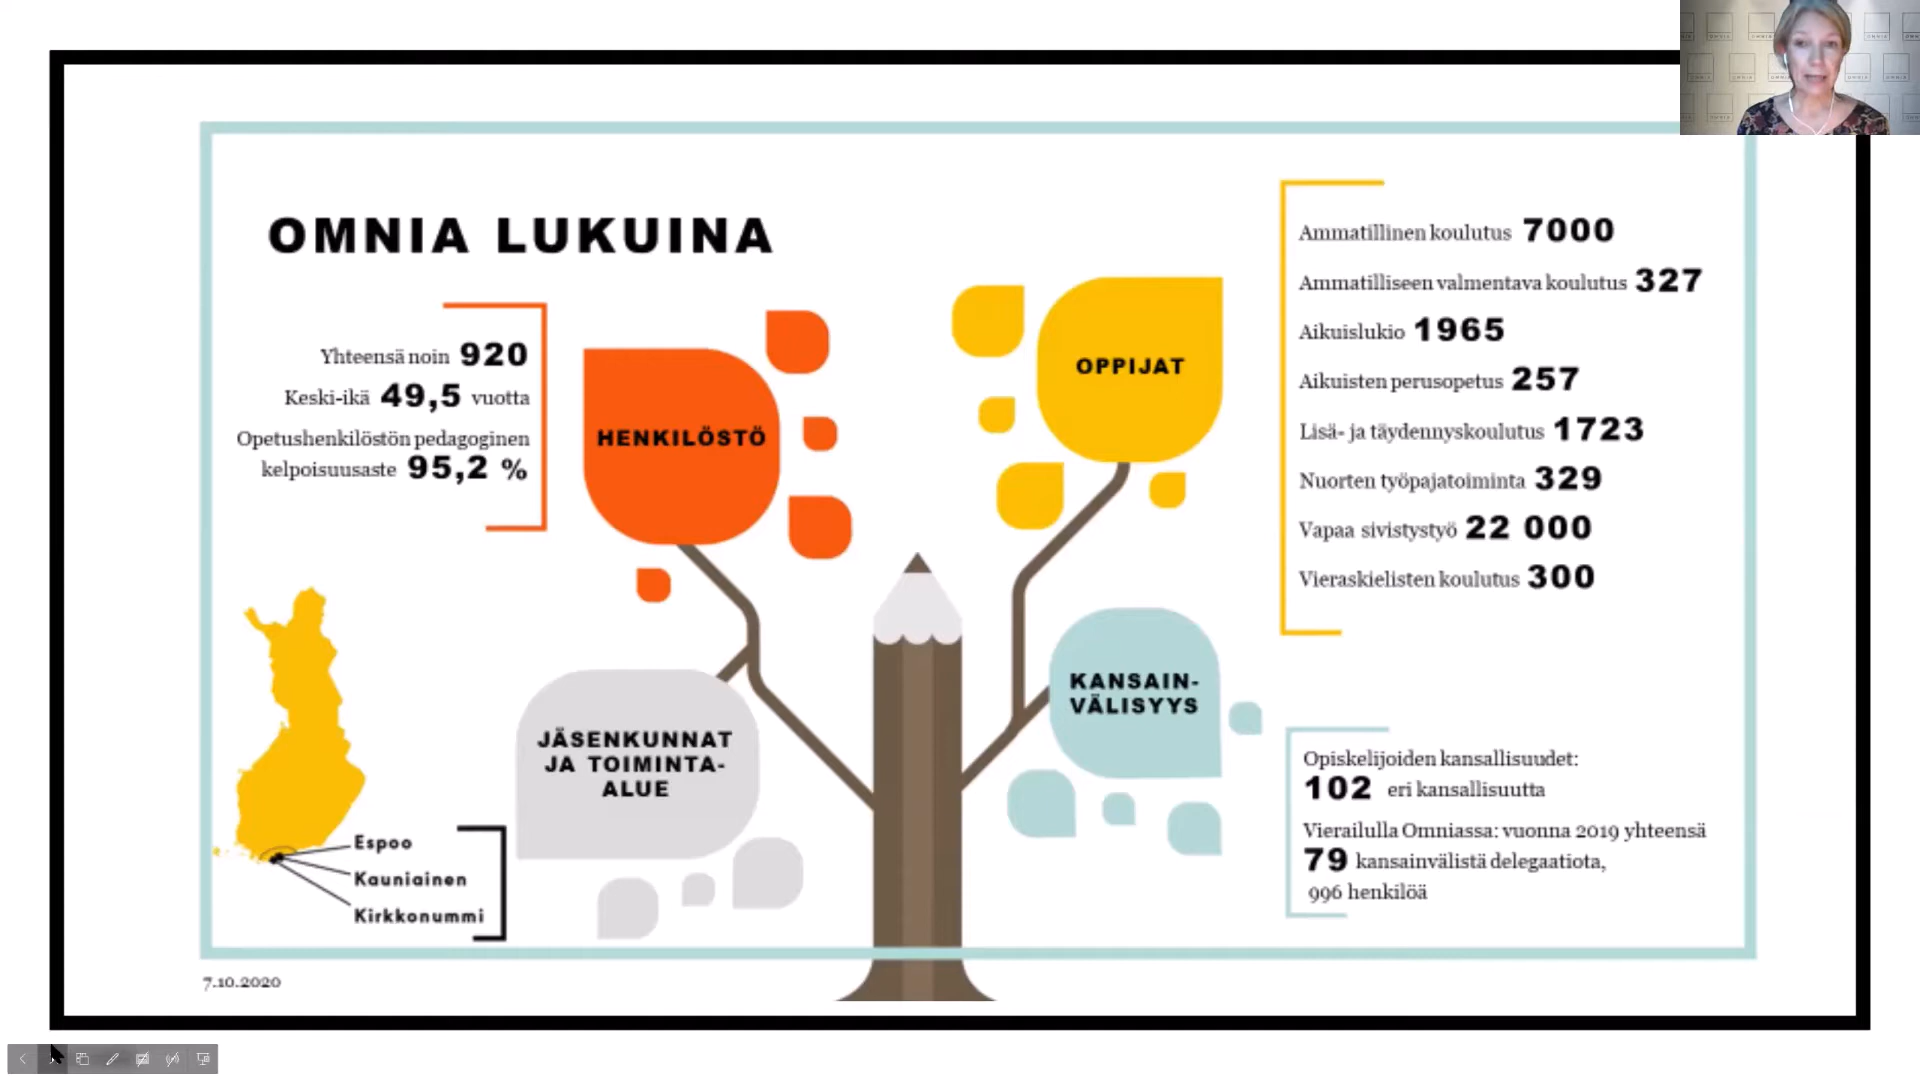 OMNIA LUKUINA
Yhteensä noin 920
Keski-ikä 49,5 vuotta
Opetushenkilöstön pedagoginen
kelpoisuusaste 95,2 %
HENKILÖSTÖ
OPPIJAT
Ammatillinen koulutus 7000
Ammatilliseen valmentava koulutus 327
Aikuislukio 1965
Aikuisten perusopetus 257
Lisä- ja täydennyskoulutus 1723
Nuorten työpajatoiminta 329
Vapaa sivistystyö 22 000
Vieraskielisten koulutus 300
JÄSENKUNNAT
JA TOIMINTA-
ALUE
Espoo
Kauniainen
Kirkkonummi
KANSAIN-
VÄLISYYS
Opiskelijoiden kansallisuudet:
102 eri kansallisuutta
Vierailulla Omniassa: vuonna 2019 yhteensä
79 kansainvälistä delegaatiota,
996 henkilöä
7.10.2020